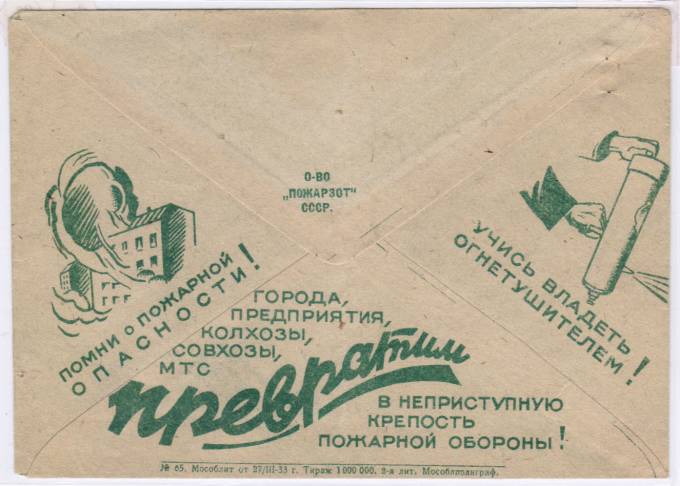 О-ВО
„ПОЖАРЗОТ"
СССР.
ПОМНИ О ПОЖАРНОЙ
ОПАСНОСТИ!
УЧИСЬ ВЛАДЕТЬ
ОГНЕТУШИТЕЛЕМ!
ГОРОДА,
ПРЕДПРИЯТИЯ,
КОЛХОЗЫ,
СОВХОЗЫ,
МТС
превратим
В НЕПРИСТУПНУЮ
КРЕПОСТЬ
ПОЖАРНОЙ ОБОРОНЫ!
№ 65. Мособлит от 27/III-33 г. Тираж 1 000 000. 2-я лит. Мособлполиграф.